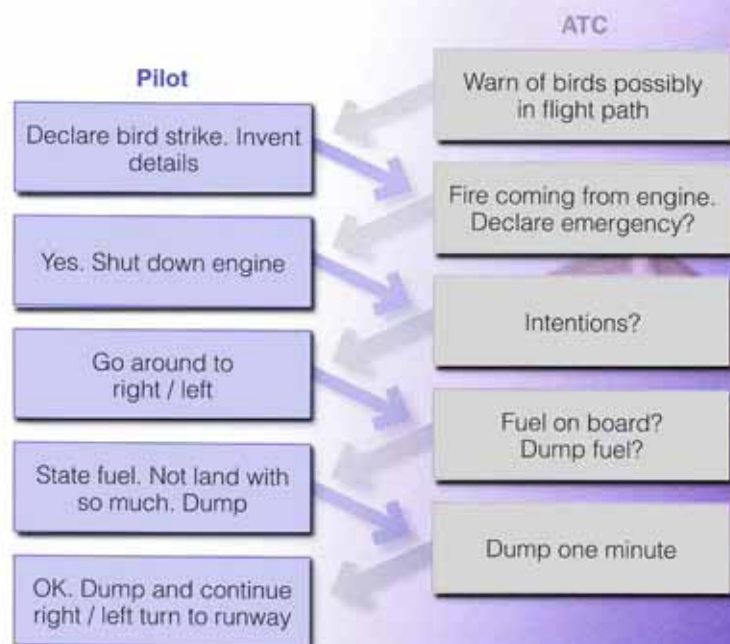 ATC
Pilot
Warn of birds possibly
in flight path
Declare bird strike. Invent
details
Fire coming from engine.
Declare emergency?
Yes. Shut down engine
Intentions?
Go around to
right / left
Fuel on board?
Dump fuel?
State fuel. Not land with
so much. Dump
Dump one minute
OK. Dump and continue
right / left turn to runway